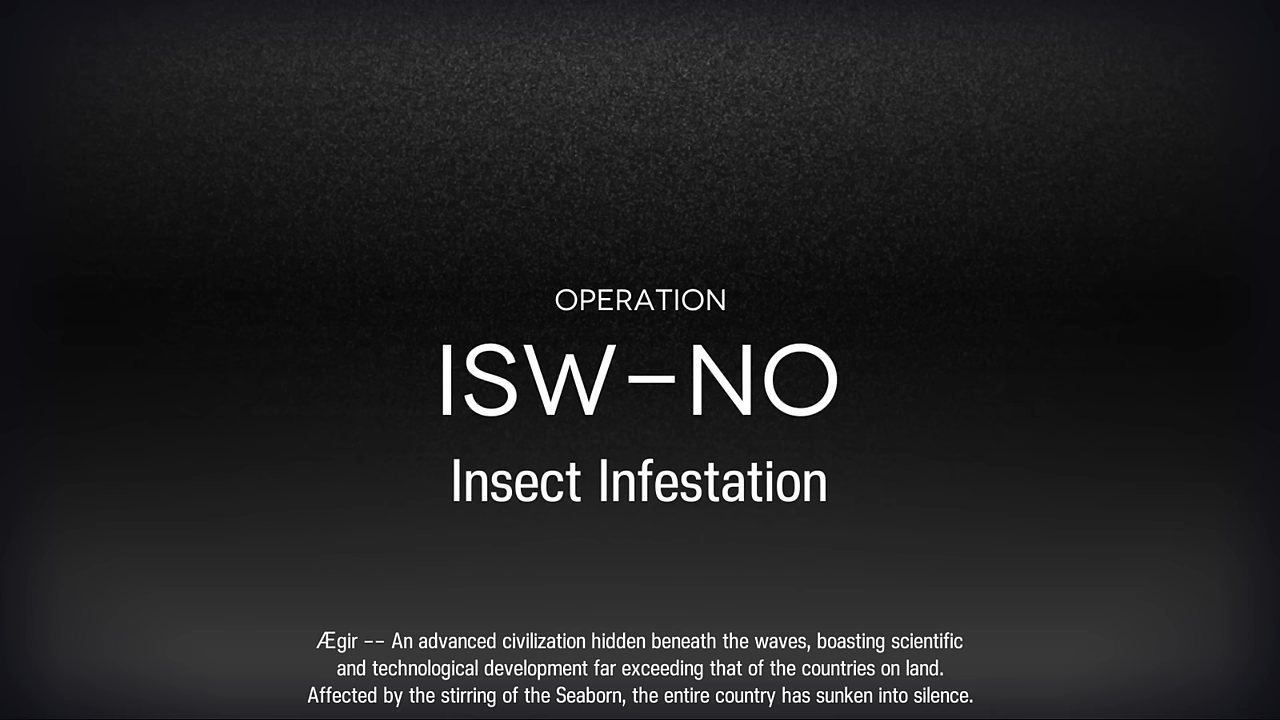 OPERATION
ISW-NO
Insect Infestation
Ægir -- An advanced civilization hidden beneath the waves, boasting scientific
and technological development far exceeding that of the countries on land.
Affected by the stirring of the Seaborn, the entire country has sunken into silence.